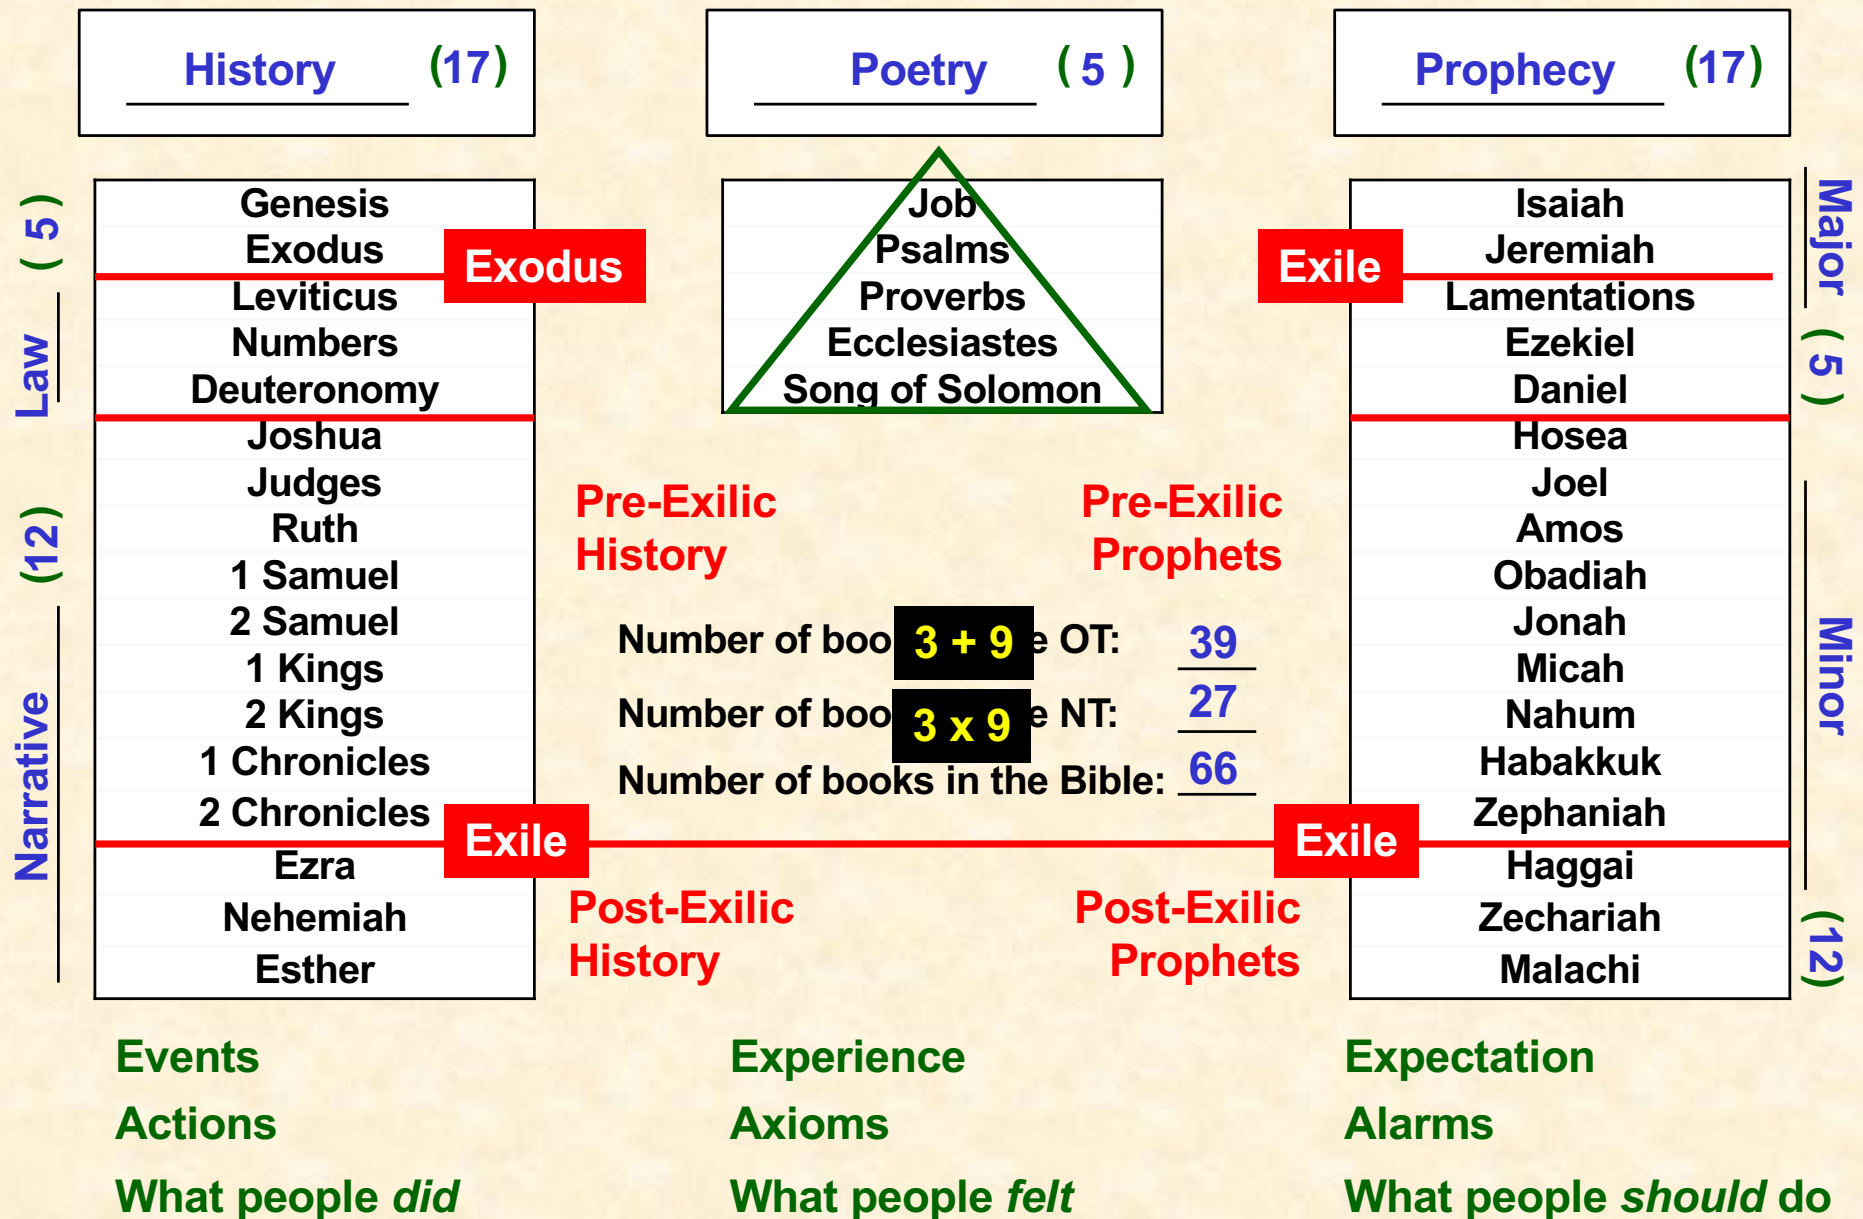 History (17)
Poetry ( 5 )
Prophecy (17)
Law ( 5 )
Narrative (12)
Genesis
Exodus
Exodus
Leviticus
Numbers
Deuteronomy
Joshua
Judges
Ruth
1 Samuel
2 Samuel
1 Kings
2 Kings
1 Chronicles
2 Chronicles
Exile
Ezra
Nehemiah
Esther
Job
Psalms
Proverbs
Ecclesiastes
Song of Solomon
Pre-Exilic
History
Pre-Exilic
Prophets
Number of boo 3 + 9 e OT: 39
Number of boo 3 x 9 e NT: 27
Number of books in the Bible: 66
Post-Exilic
History
Post-Exilic
Prophets
Isaiah
Jeremiah
Exile
Lamentations
Ezekiel
Daniel
Hosea
Joel
Amos
Obadiah
Jonah
Micah
Nahum
Habakkuk
Zephaniah
Exile
Haggai
Zechariah
Malachi
Major ( 5 )
Minor (12)
Events
Actions
What people did
Experience
Axioms
What people felt
Expectation
Alarms
What people should do